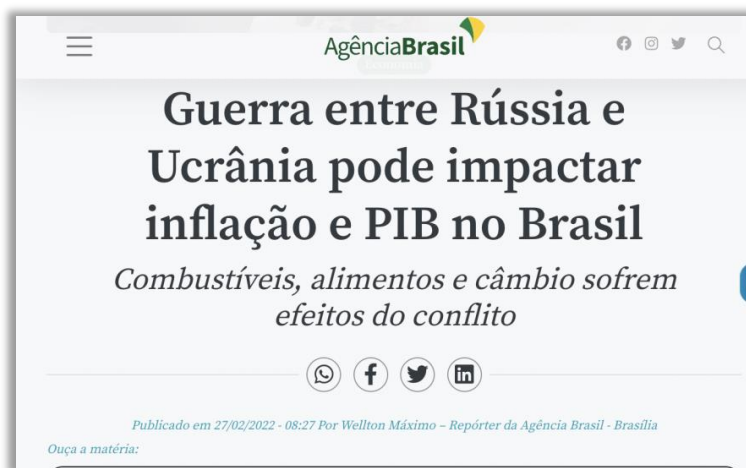 AgênciaBrasil
Economia
Guerra entre Rússia e
Ucrânia pode impactar
inflação e PIB no Brasil
Combustíveis, alimentos e câmbio sofrem
efeitos do conflito
Publicado em 27/02/2022 - 08:27 Por Wellton Máximo – Repórter da Agência Brasil - Brasília
Ouça a matéria: